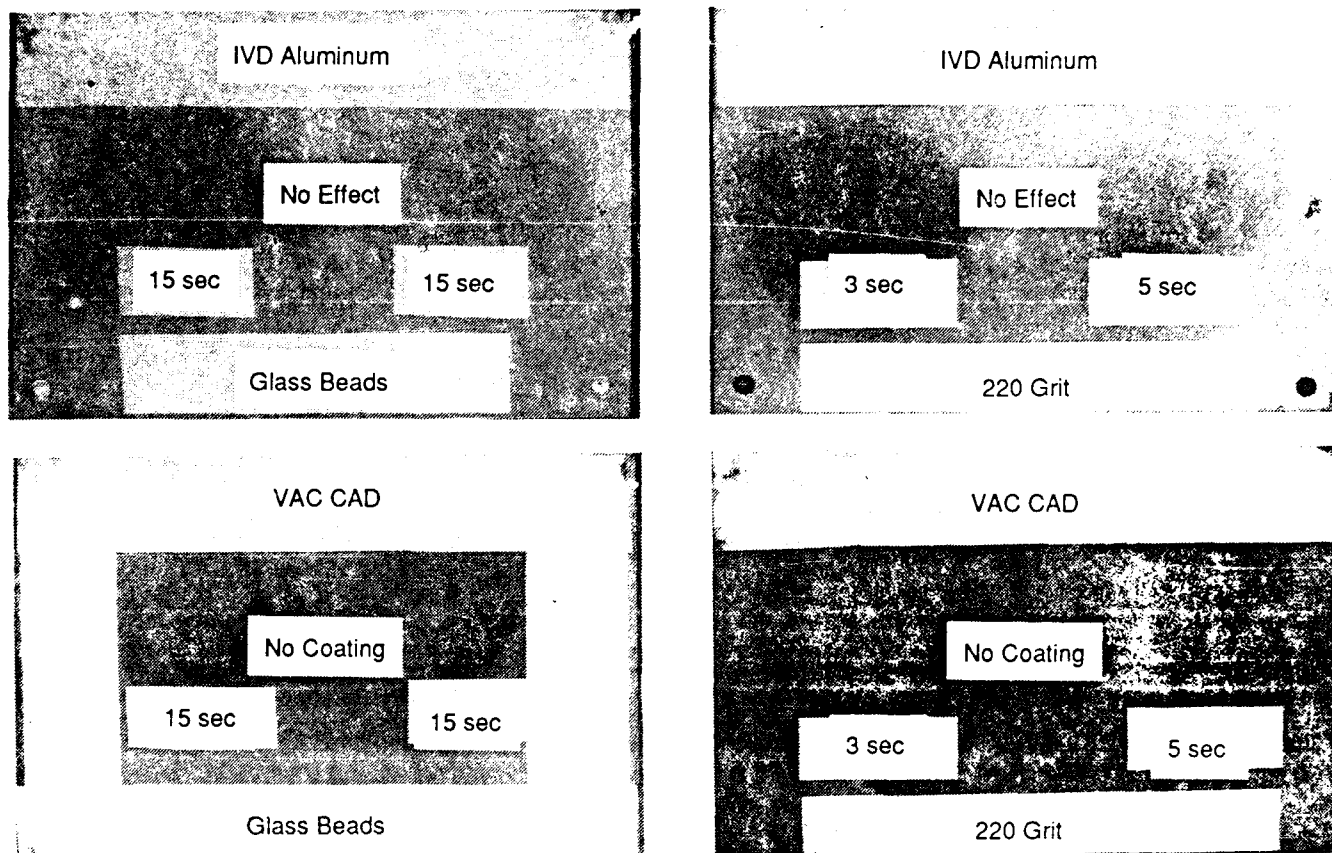 IVD Aluminum
No Effect
15 sec
15 sec
Glass Beads
IVD Aluminum
No Effect
3 sec
5 sec
220 Grit
VAC CAD
No Coating
15 sec
15 sec
Glass Beads
VAC CAD
No Coating
3 sec
5 sec
220 Grit